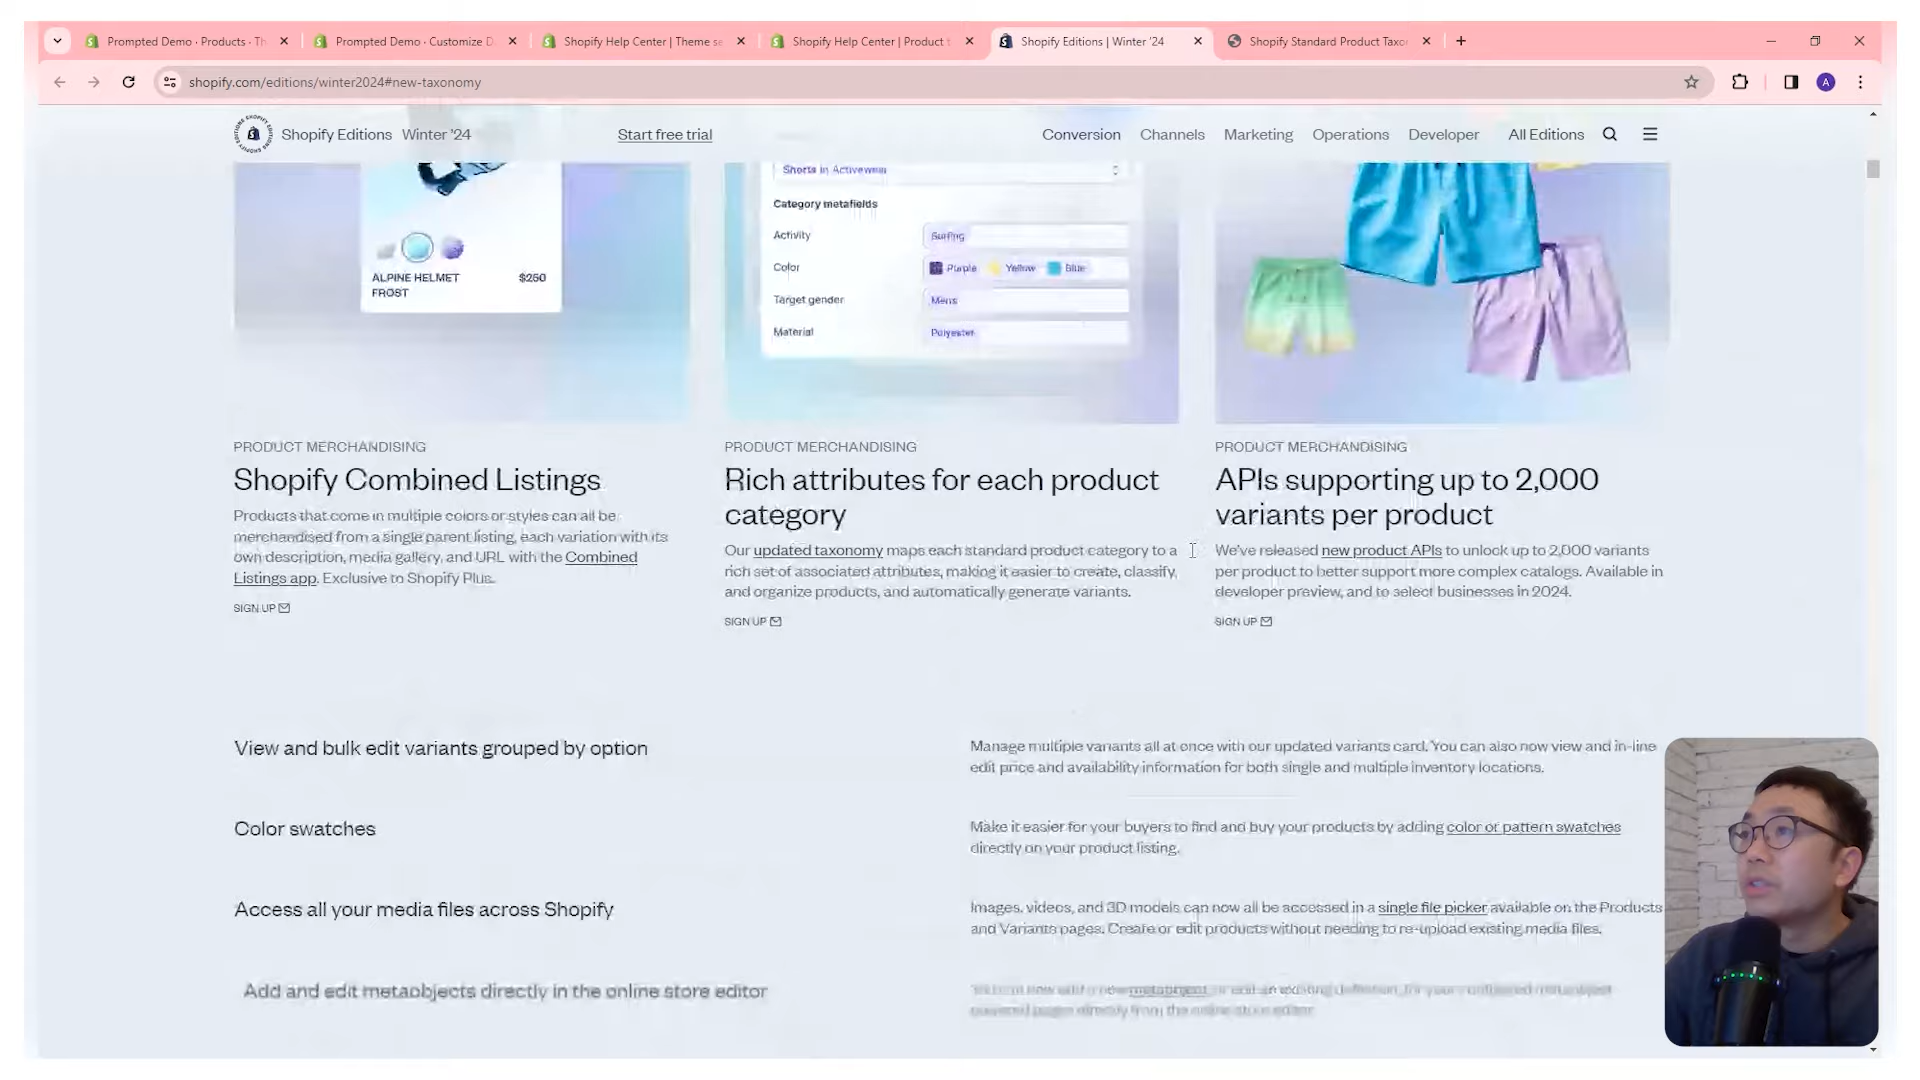 Prompted Demo · Products · Th
Prompted Demo · Customize D
Shopify Help Center | Theme se
Shopify Help Center | Product t
Shopify Editions | Winter '24
Shopify Standard Product Taxo
shopify.com/editions/winter2024#new-taxonomy
A
Shopify Editions Winter '24
Start free trial
Conversion
Channels
Marketing
Operations
Developer
All Editions
ALPINE HELMET
FROST
$250
Shorts in Activewear
Category metafields
Activity
Surfing
Color
Purple
Yellow
Blue
Target gender
Mens
Material
Polyester
PRODUCT MERCHANDISING
Shopify Combined Listings
Products that come in multiple colors or styles can all be
merchandised from a single parent listing, each variation with its
own description, media gallery, and URL with the Combined
Listings app. Exclusive to Shopify Plus.
SIGN UP
PRODUCT MERCHANDISING
Rich attributes for each product
category
Our updated taxonomy maps each standard product category to a
rich set of associated attributes, making it easier to create, classify,
and organize products, and automatically generate variants.
SIGN UP
PRODUCT MERCHANDISING
APIs supporting up to 2,000
variants per product
We've released new product APIs to unlock up to 2,000 variants
per product to better support more complex catalogs. Available in
developer preview, and to select businesses in 2024.
SIGN UP
View and bulk edit variants grouped by option
Manage multiple variants all at once with our updated variants card. You can also now view and in-line
edit price and availability information for both single and multiple inventory locations.
Color swatches
Make it easier for your buyers to find and buy your products by adding color or pattern swatches
directly on your product listing.
Access all your media files across Shopify
Images, videos, and 3D models can now all be accessed in a single file picker available on the Products
and Variants pages. Create or edit products without needing to re-upload existing media files.
Add and edit metaobjects directly in the online store editor
metaobject
directly from the online store editor